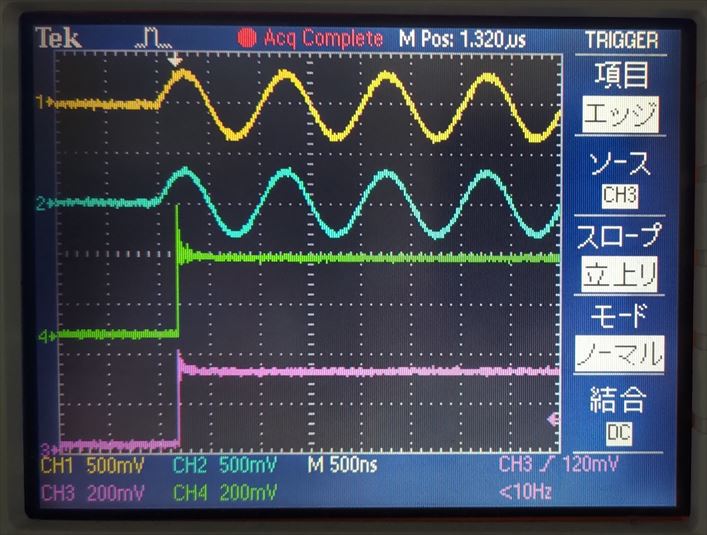 Tek Acq Complete M Pos: 1.320µs TRIGGER
項目
エッジ
ソース
CH3
スロープ
立上り
モード
ノーマル
結合
DC
1
2
4
3
CH1 500mV CH2 500mV M 500ns CH3 120mV
CH3 200mV CH4 200mV <10Hz